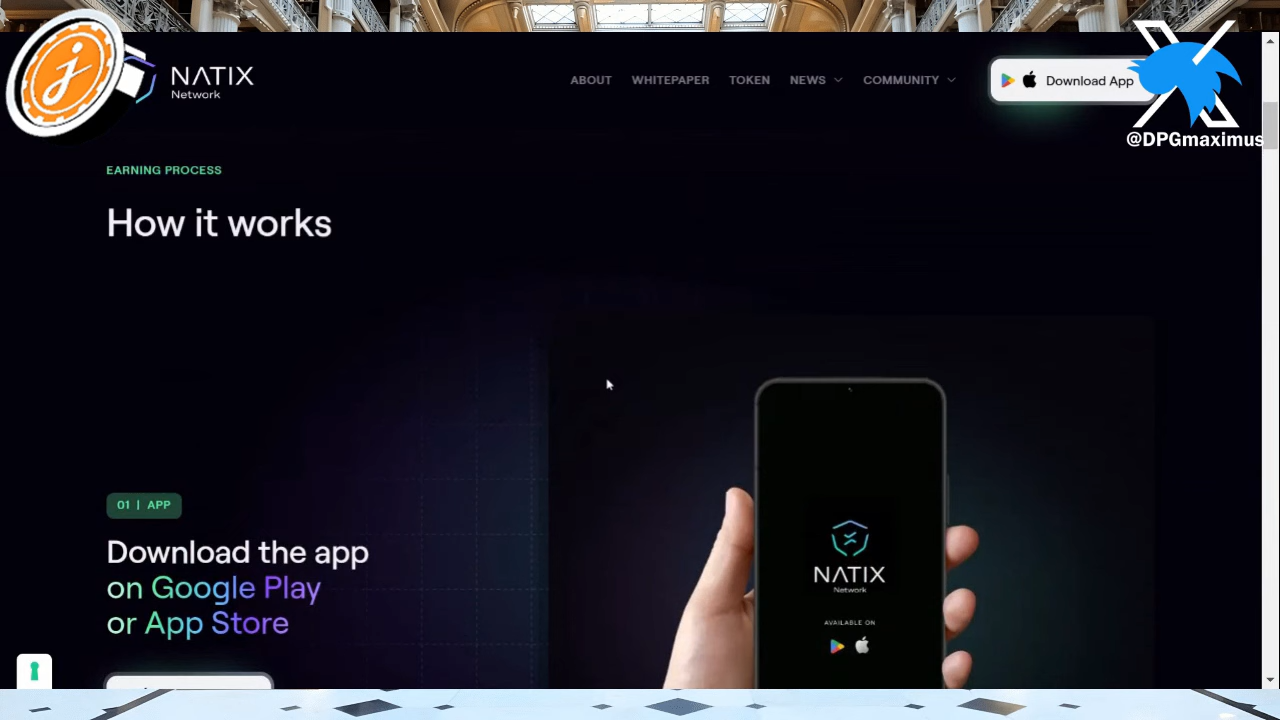 NATIX
Network
ABOUT
WHITEPAPER
TOKEN
NEWS
COMMUNITY
Download App
@DPGmaximus
EARNING PROCESS
How it works
01 | APP
Download the app
on Google Play
or App Store
NATIX
Network
AVAILABLE ON